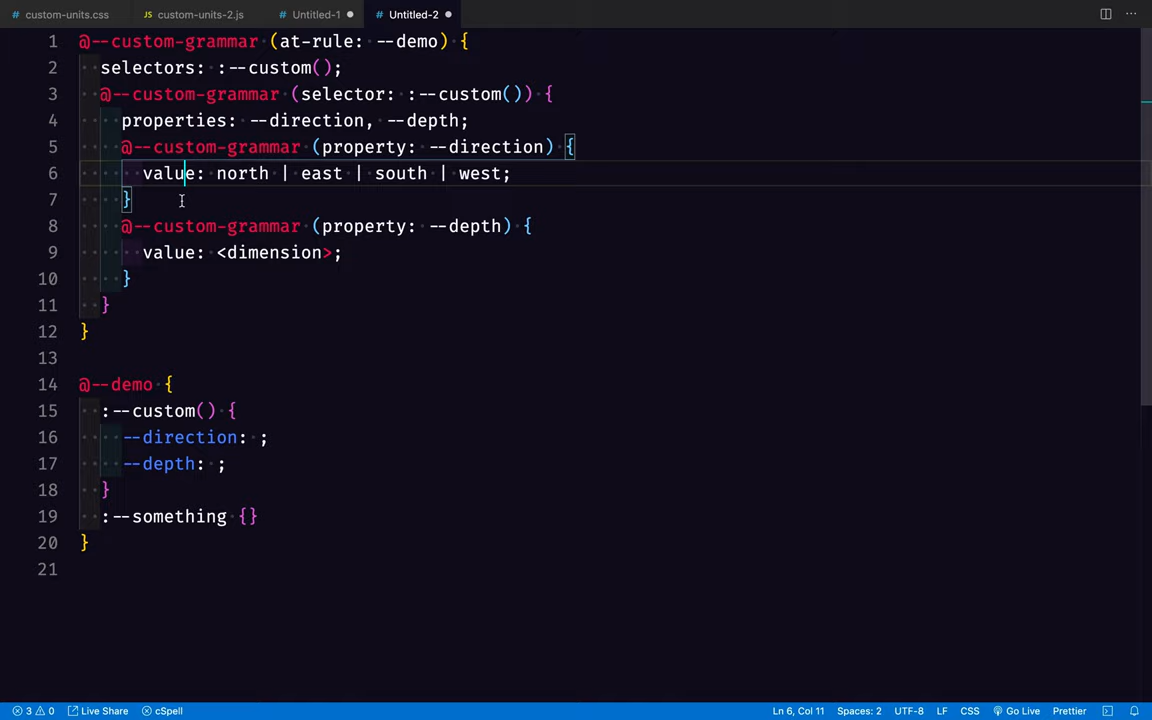 custom-units.css JS custom-units-2.js Untitled-1 Untitled-2
1 @--custom-grammar (at-rule: --demo) {
2 selectors: :--custom();
3 @--custom-grammar (selector: :--custom()) {
4 properties: --direction, --depth;
5 @--custom-grammar (property: --direction) {
6 value: north | east | south | west;
7 }
8 @--custom-grammar (property: --depth) {
9 value: <dimension>;
10 }
11 }
12 }
13
14 @--demo {
15 :--custom() {
16 --direction: ;
17 --depth: ;
18 }
19 :--something {}
20 }
21
3 0 Live Share cSpell Ln 6, Col 11 Spaces: 2 UTF-8 LF CSS Go Live Prettier